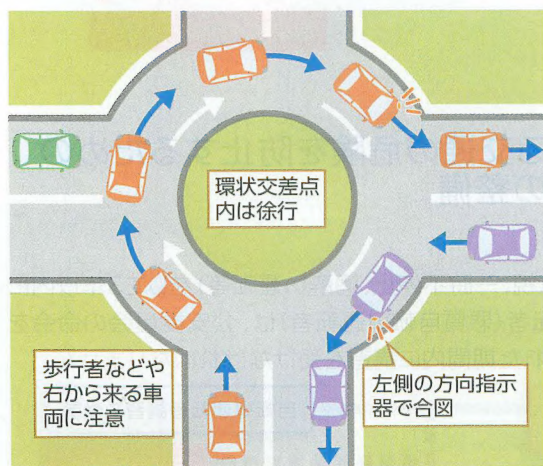 環状交差点
内は徐行
歩行者などや
右から来る車
両に注意
左側の方向指示
器で合図